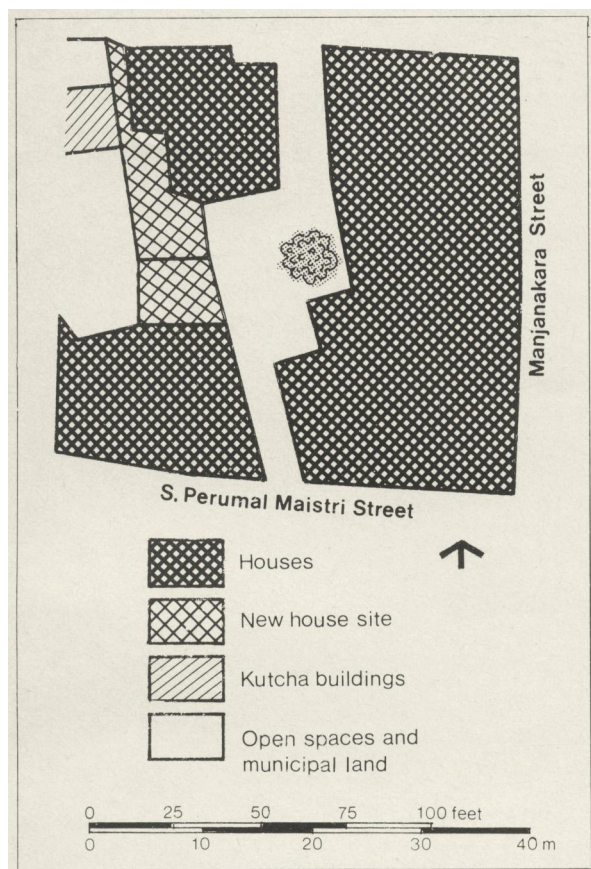 Manjanakara Street
S. Perumal Maistri Street
Houses
New house site
Kutcha buildings
Open spaces and
municipal land
0 25 50 75 100 feet
0 10 20 30 40 m